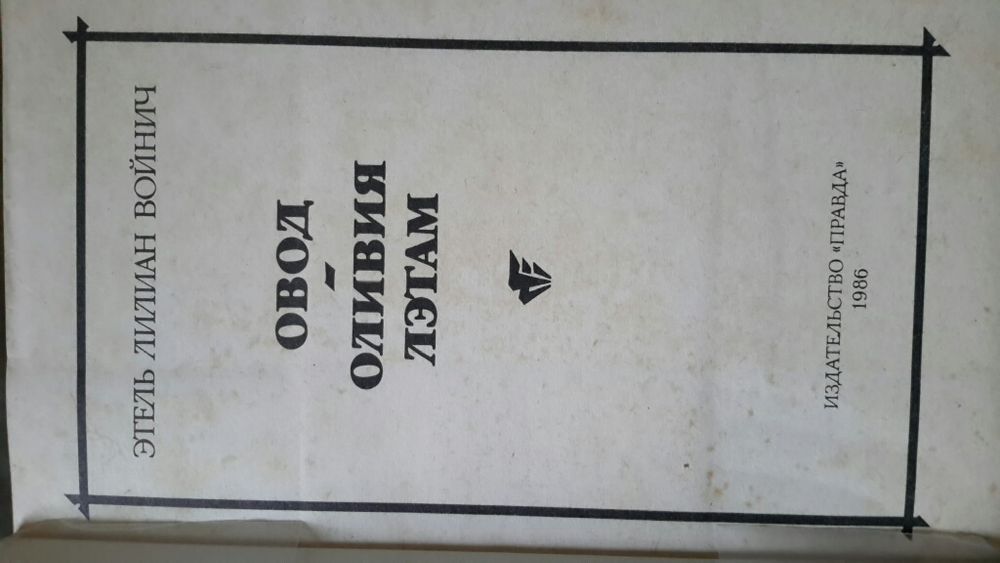 ЭТЕЛЬ ЛИЛИАН ВОЙНИЧ
ОВОД
ОЛИВИЯ
ЛЭТАМ
ИЗДАТЕЛЬСТВО «ПРАВДА»
1986